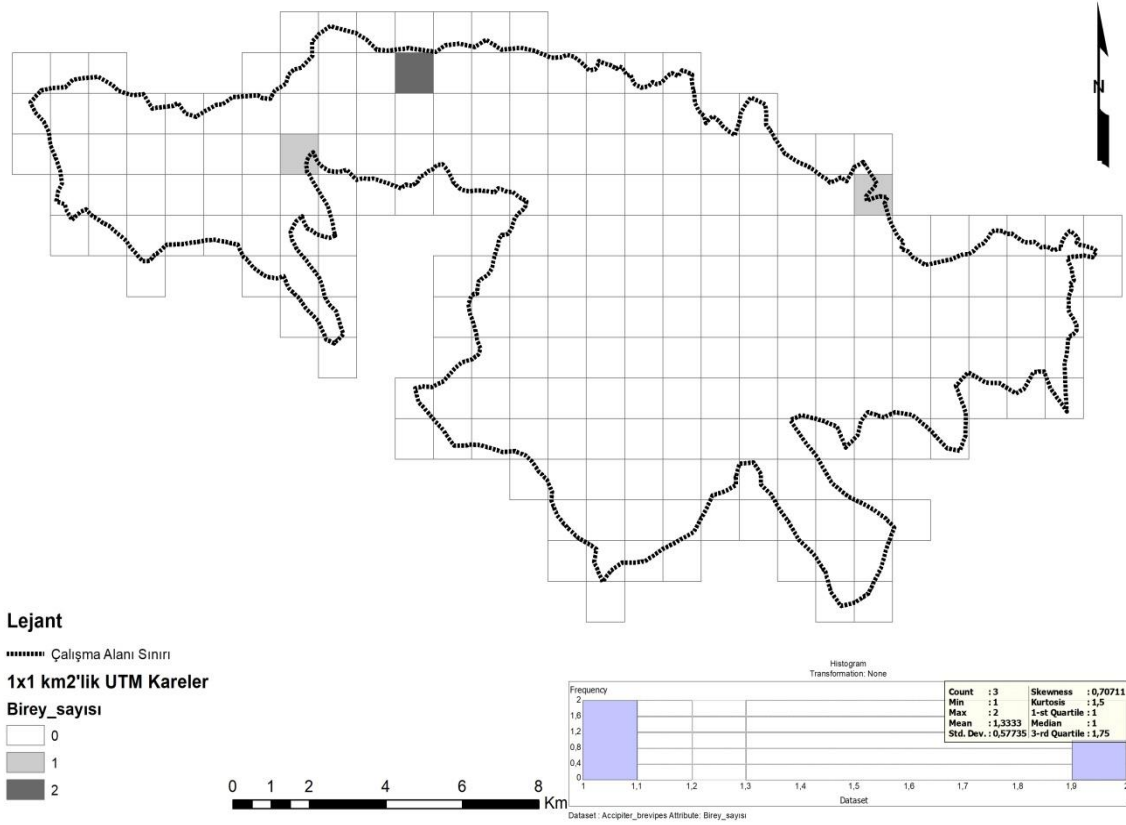 N
Lejant
Çalışma Alanı Sınırı
1x1 km2'lik UTM Kareler
Birey_sayısı
0
1
2
0 1 2 4 6 8
Km
Histogram
Transformation: None
Frequency
2
1,6
1,2
0,8
0,4
0
Count : 3 Skewness : 0,70711
Min : 1 Kurtosis : 1,5
Max : 2 1-st Quartile : 1
Mean : 1,3333 Median : 1
Std. Dev. : 0,57735 3-rd Quartile : 1,75
1 1,1 1,2 1,3 1,4 1,5 1,6 1,7 1,8 1,9 2
Dataset
Dataset : Accipiter_brevipes Attribute: Birey_sayısı